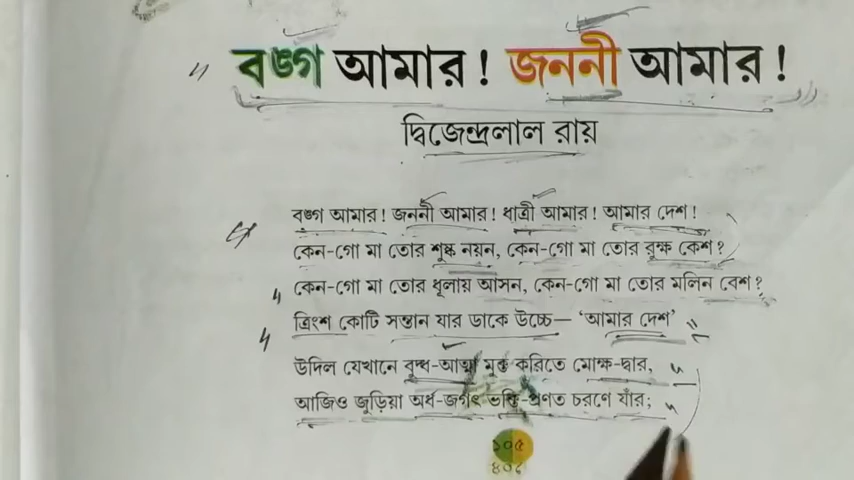 বঙ্গ আমার! জননী আমার!
দ্বিজেন্দ্রলাল রায়
বঙ্গ আমার! জননী আমার! ধাত্রী আমার! আমার দেশ!
কেন-গো মা তোর শুষ্ক নয়ন, কেন-গো মা তোর রুক্ষ কেশ?
কেন-গো মা তোর ধূলায় আসন, কেন-গো মা তোর মলিন বেশ?
ত্রিংশ কোটি সন্তান যার ডাকে উচ্চে— ‘আমার দেশ’
উদিল যেখানে বুদ্ধ-আত্মা মুক্ত করিতে মোক্ষ-দ্বার,
আজিও জুড়িয়া অর্ধ-জগৎ ভক্তি-প্রণত চরণে যাঁর;
১০৫